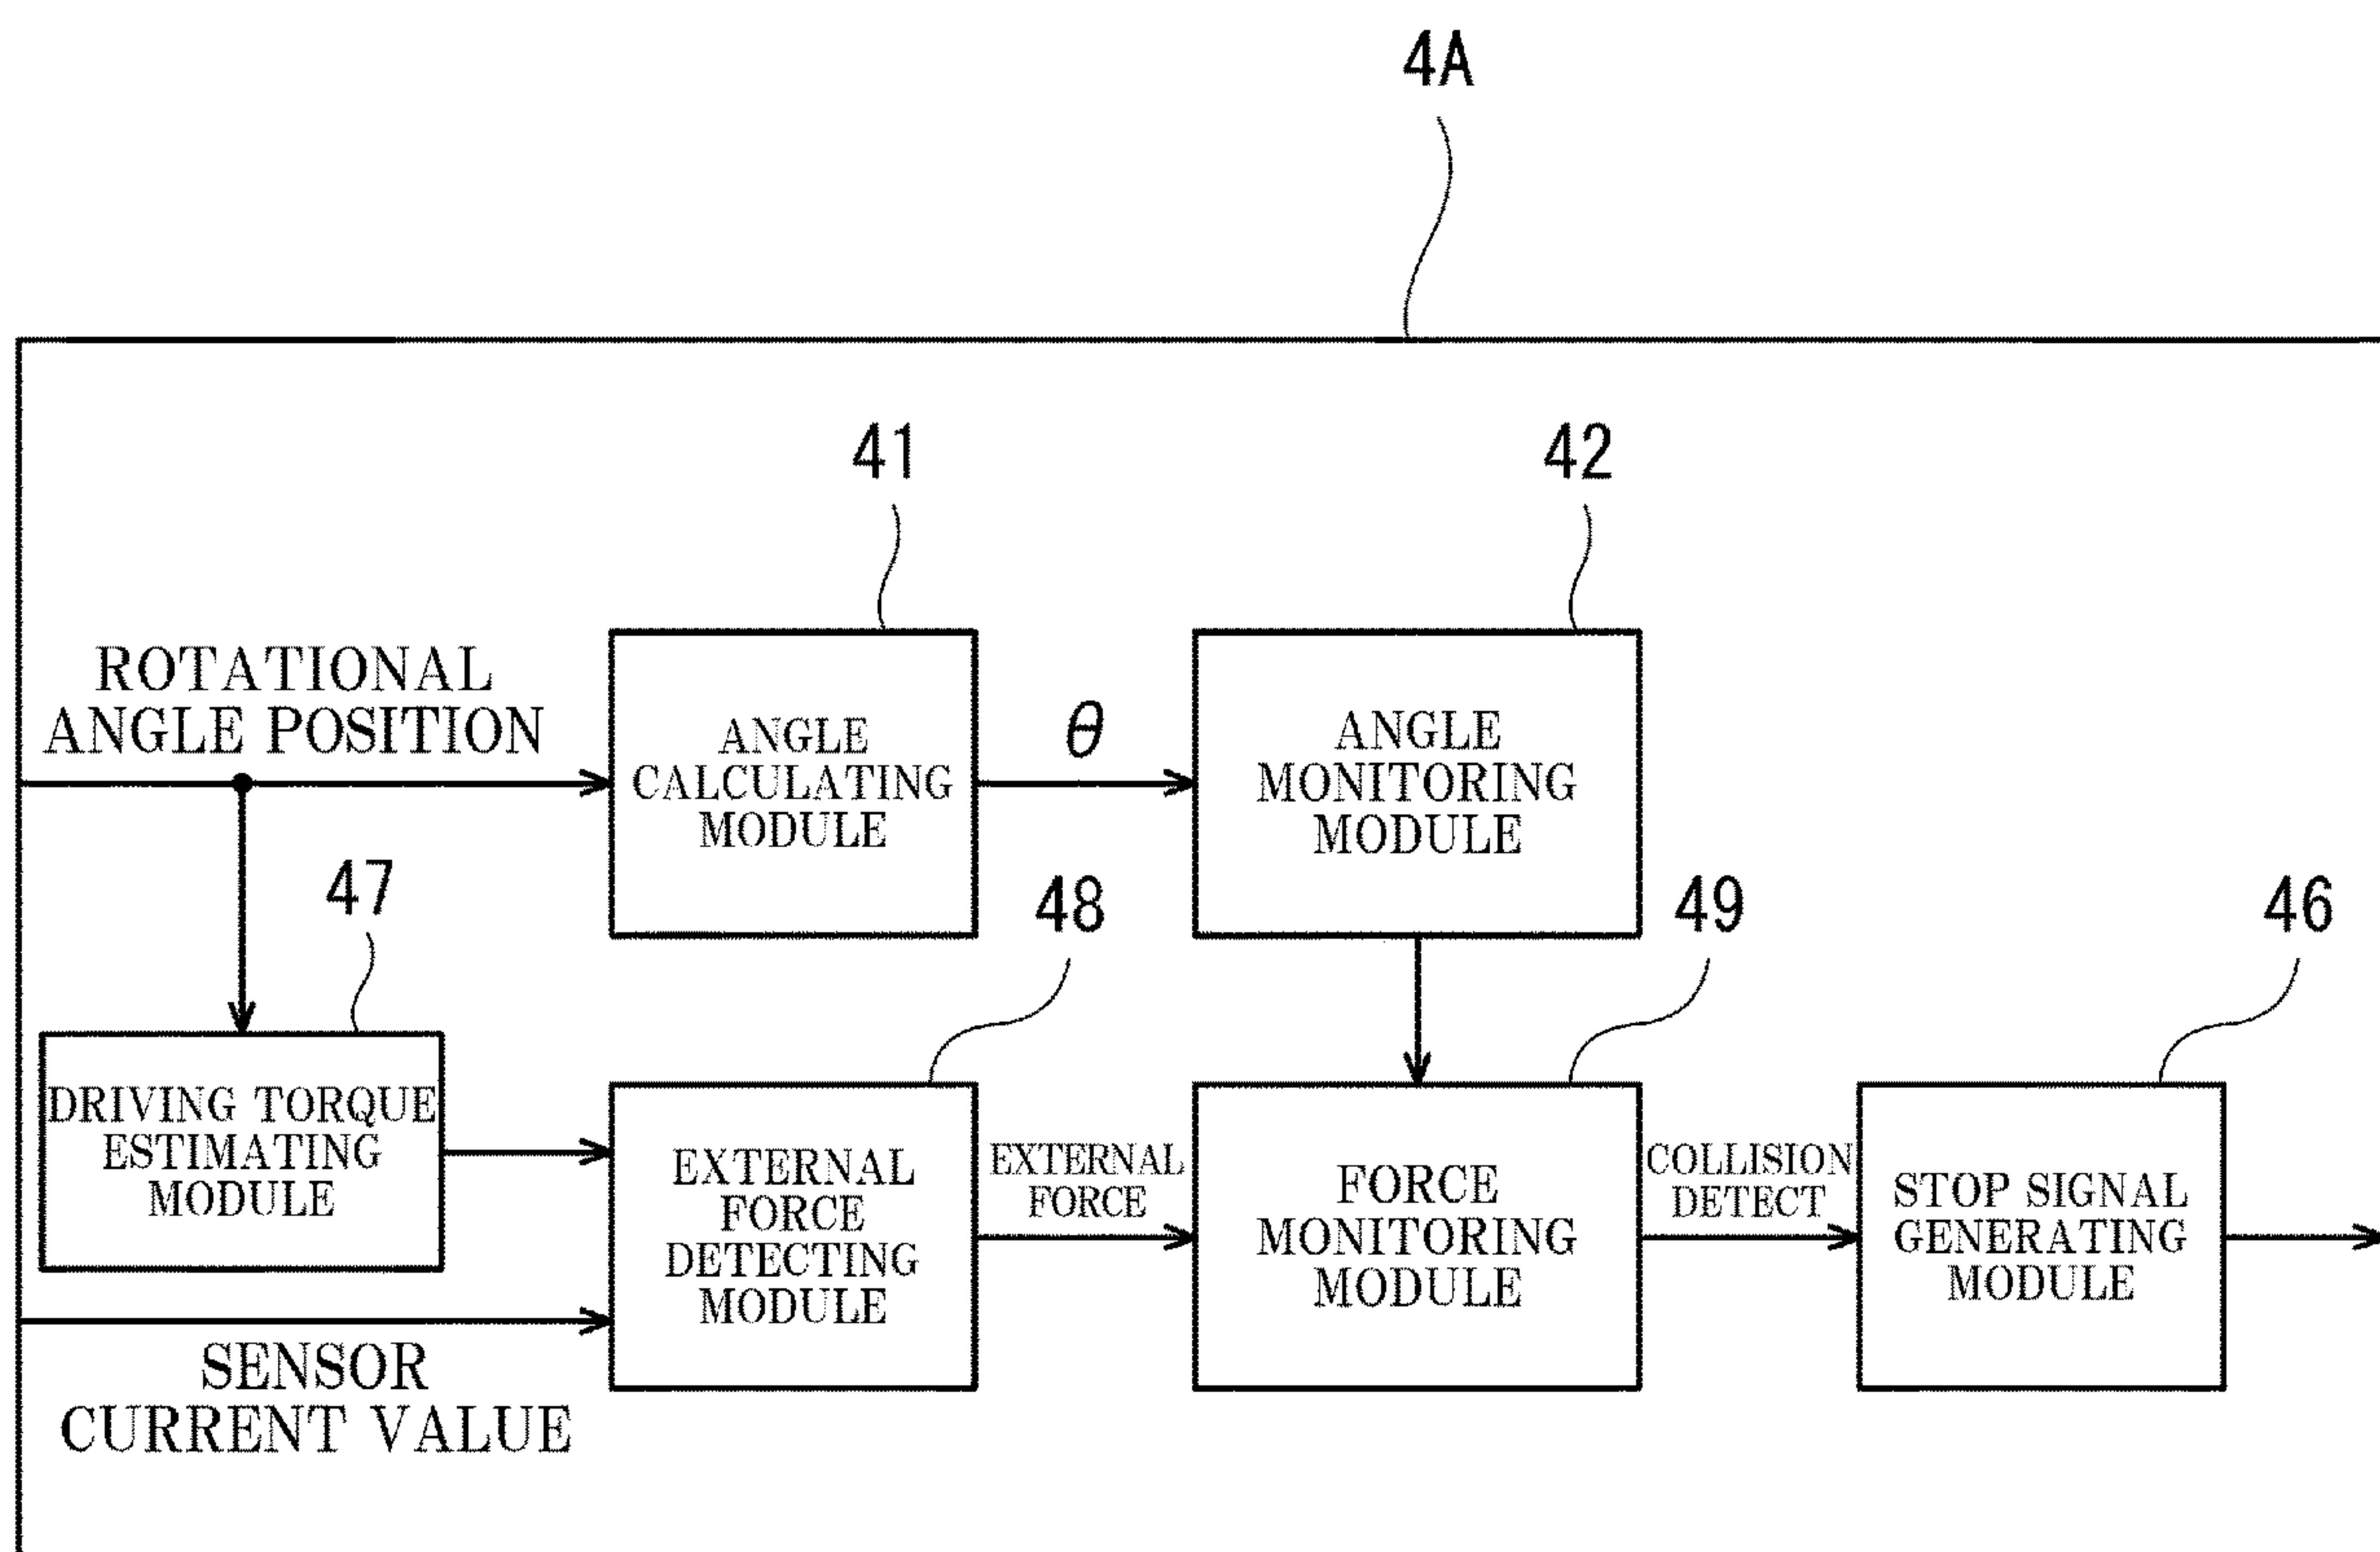 4A
41
42
ROTATIONAL
ANGLE POSITION
ANGLE
CALCULATING
MODULE
θ
ANGLE
MONITORING
MODULE
47
48
49
46
DRIVING TORQUE
ESTIMATING
MODULE
EXTERNAL
FORCE
DETECTING
MODULE
EXTERNAL
FORCE
FORCE
MONITORING
MODULE
COLLISION
DETECT
STOP SIGNAL
GENERATING
MODULE
SENSOR
CURRENT VALUE